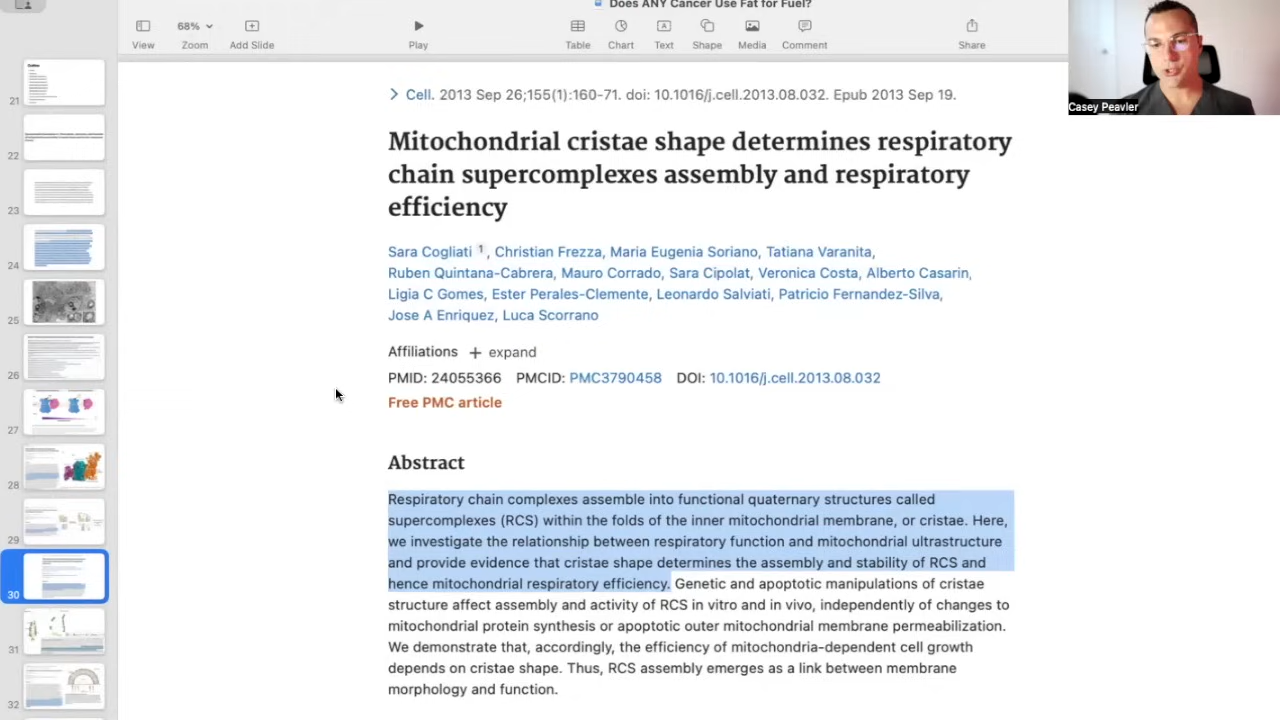 Does ANY Cancer Use Fat for Fuel?
68%
View
Zoom
Add Slide
Play
Table
Chart
Text
Shape
Media
Comment
Share
Casey Peavler
21
22
23
24
25
26
27
28
29
30
31
32
Cell. 2013 Sep 26;155(1):160-71. doi: 10.1016/j.cell.2013.08.032. Epub 2013 Sep 19.
Mitochondrial cristae shape determines respiratory
chain supercomplexes assembly and respiratory
efficiency
Sara Cogliati 1, Christian Frezza, Maria Eugenia Soriano, Tatiana Varanita,
Ruben Quintana-Cabrera, Mauro Corrado, Sara Cipolat, Veronica Costa, Alberto Casarin,
Ligia C Gomes, Ester Perales-Clemente, Leonardo Salviati, Patricio Fernandez-Silva,
Jose A Enriquez, Luca Scorrano
Affiliations + expand
PMID: 24055366 PMCID: PMC3790458 DOI: 10.1016/j.cell.2013.08.032
Free PMC article
Abstract
Respiratory chain complexes assemble into functional quaternary structures called
supercomplexes (RCS) within the folds of the inner mitochondrial membrane, or cristae. Here,
we investigate the relationship between respiratory function and mitochondrial ultrastructure
and provide evidence that cristae shape determines the assembly and stability of RCS and
hence mitochondrial respiratory efficiency. Genetic and apoptotic manipulations of cristae
structure affect assembly and activity of RCS in vitro and in vivo, independently of changes to
mitochondrial protein synthesis or apoptotic outer mitochondrial membrane permeabilization.
We demonstrate that, accordingly, the efficiency of mitochondria-dependent cell growth
depends on cristae shape. Thus, RCS assembly emerges as a link between membrane
morphology and function.